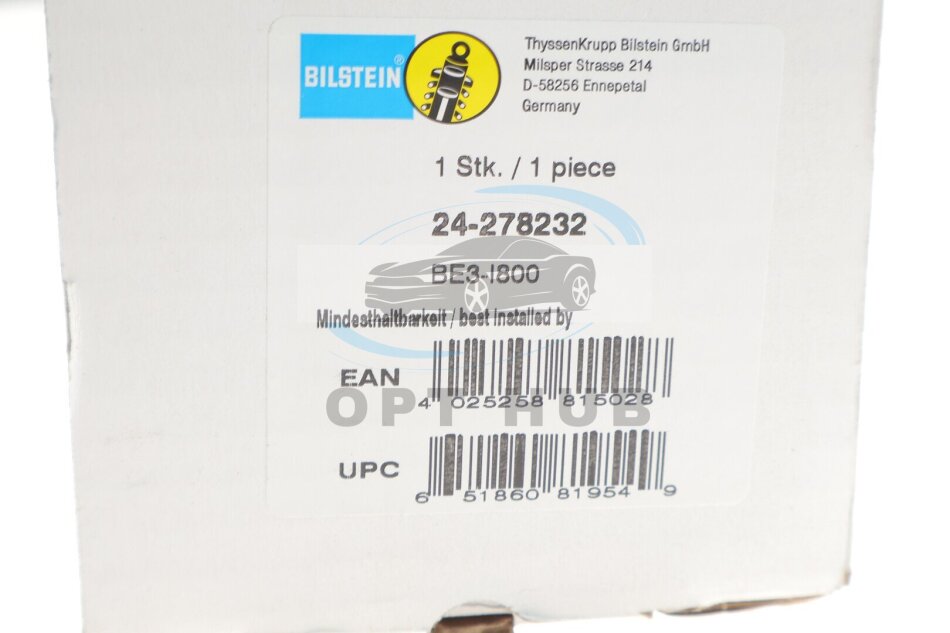 BILSTEIN®
ThyssenKrupp Bilstein GmbH
Milsper Strasse 214
D-58256 Ennepetal
Germany
1 Stk. / 1 piece
24-278232
BE3-I800
Mindesthaltbarkeit / best installed by
EAN
4 025258 815028
OPT HUB
UPC
6 51860 81954 9